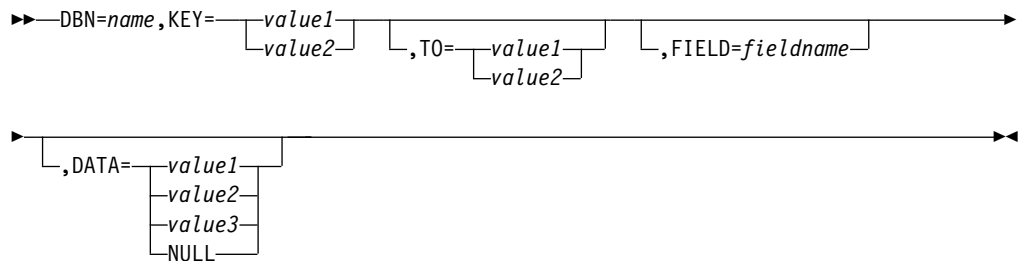 DBN=name,KEY= value1 ,TO= value1 ,FIELD=fieldname
value2 value2
,DATA= value1
value2
value3
NULL